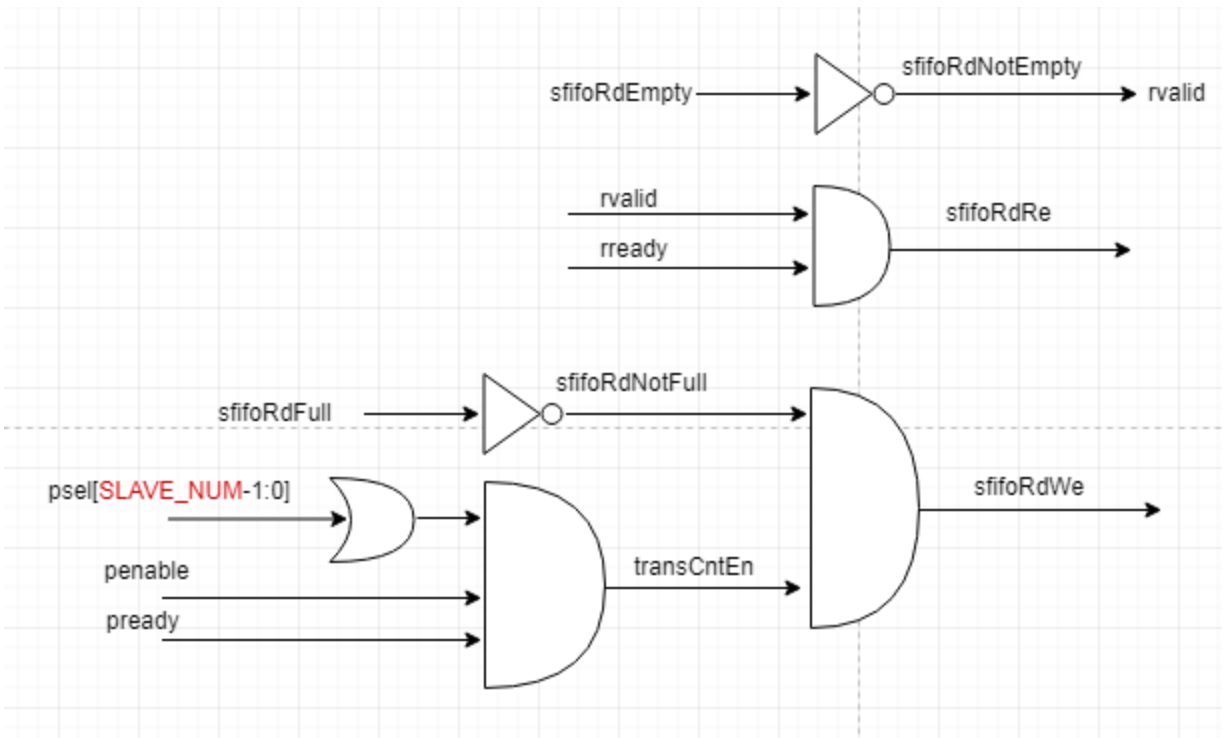 sfifoRdNotEmpty
sfifoRdEmpty
rvalid
rvalid
sfifoRdRe
rready
sfifoRdNotFull
sfifoRdFull
psel[SLAVE_NUM-1:0]
sfifoRdWe
penable
transCntEn
pready